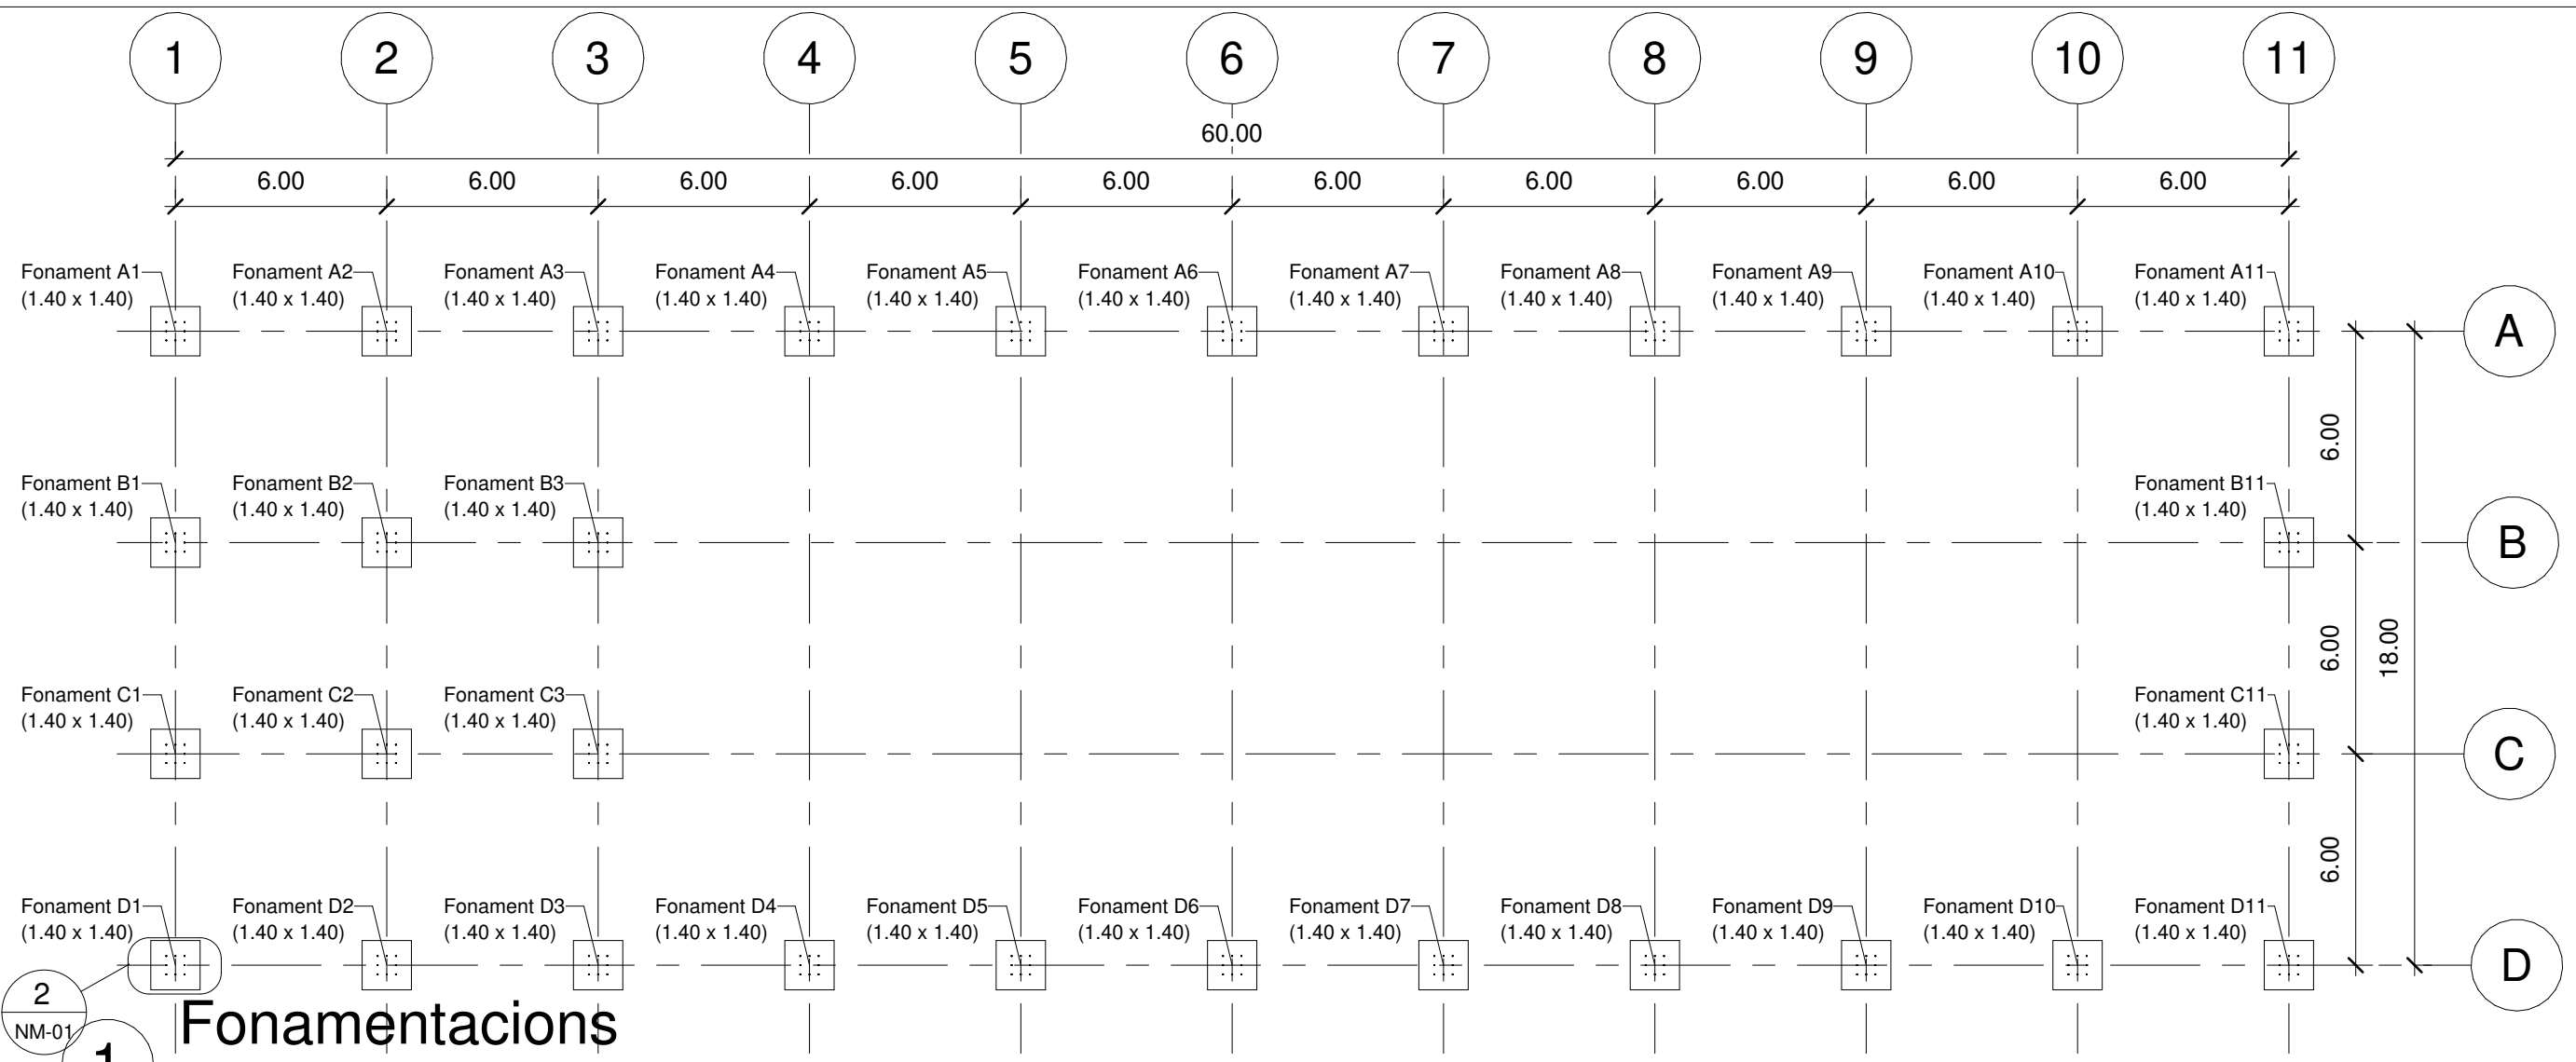 1 2 3 4 5 6 7 8 9 10 11
60.00
6.00 6.00 6.00 6.00 6.00 6.00 6.00 6.00 6.00 6.00
Fonament A1 Fonament A2 Fonament A3 Fonament A4 Fonament A5 Fonament A6 Fonament A7 Fonament A8 Fonament A9 Fonament A10 Fonament A11
(1.40 x 1.40) (1.40 x 1.40) (1.40 x 1.40) (1.40 x 1.40) (1.40 x 1.40) (1.40 x 1.40) (1.40 x 1.40) (1.40 x 1.40) (1.40 x 1.40) (1.40 x 1.40) (1.40 x 1.40)
A
6.00
Fonament B1 Fonament B2 Fonament B3 Fonament B11
(1.40 x 1.40) (1.40 x 1.40) (1.40 x 1.40) (1.40 x 1.40)
B
6.00 18.00
Fonament C1 Fonament C2 Fonament C3 Fonament C11
(1.40 x 1.40) (1.40 x 1.40) (1.40 x 1.40) (1.40 x 1.40)
C
6.00
Fonament D1 Fonament D2 Fonament D3 Fonament D4 Fonament D5 Fonament D6 Fonament D7 Fonament D8 Fonament D9 Fonament D10 Fonament D11
(1.40 x 1.40) (1.40 x 1.40) (1.40 x 1.40) (1.40 x 1.40) (1.40 x 1.40) (1.40 x 1.40) (1.40 x 1.40) (1.40 x 1.40) (1.40 x 1.40) (1.40 x 1.40) (1.40 x 1.40)
D
2
NM-01
1 Fonamentacions